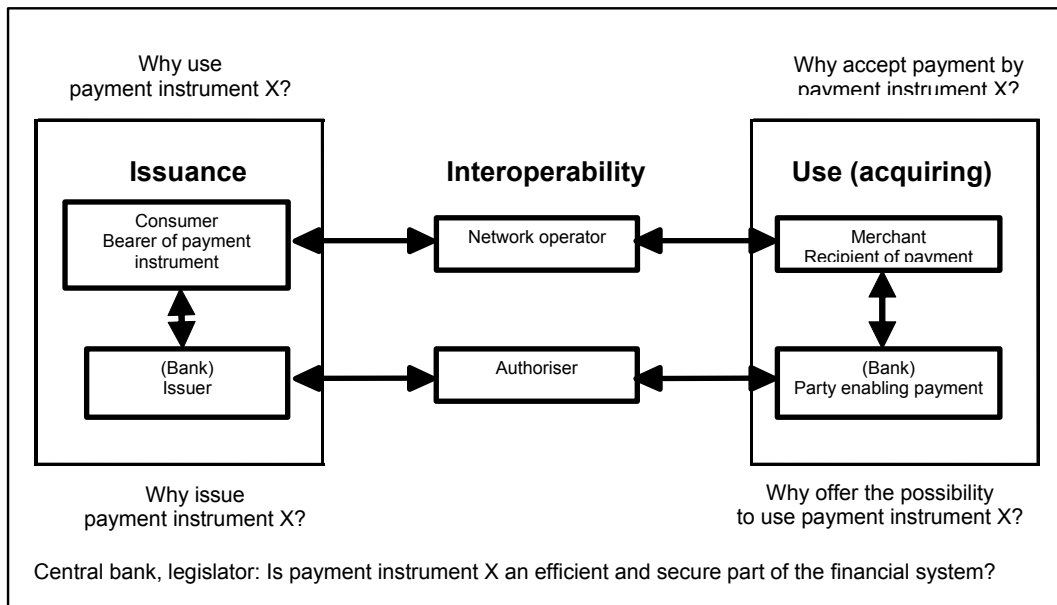 Why use
payment instrument X?
Why accept payment by
payment instrument X?
Issuance
Interoperability
Use (acquiring)
Consumer
Bearer of payment
instrument
Network operator
Merchant
Recipient of payment
(Bank)
Issuer
Authoriser
(Bank)
Party enabling payment
Why issue
payment instrument X?
Why offer the possibility
to use payment instrument X?
Central bank, legislator: Is payment instrument X an efficient and secure part of the financial system?